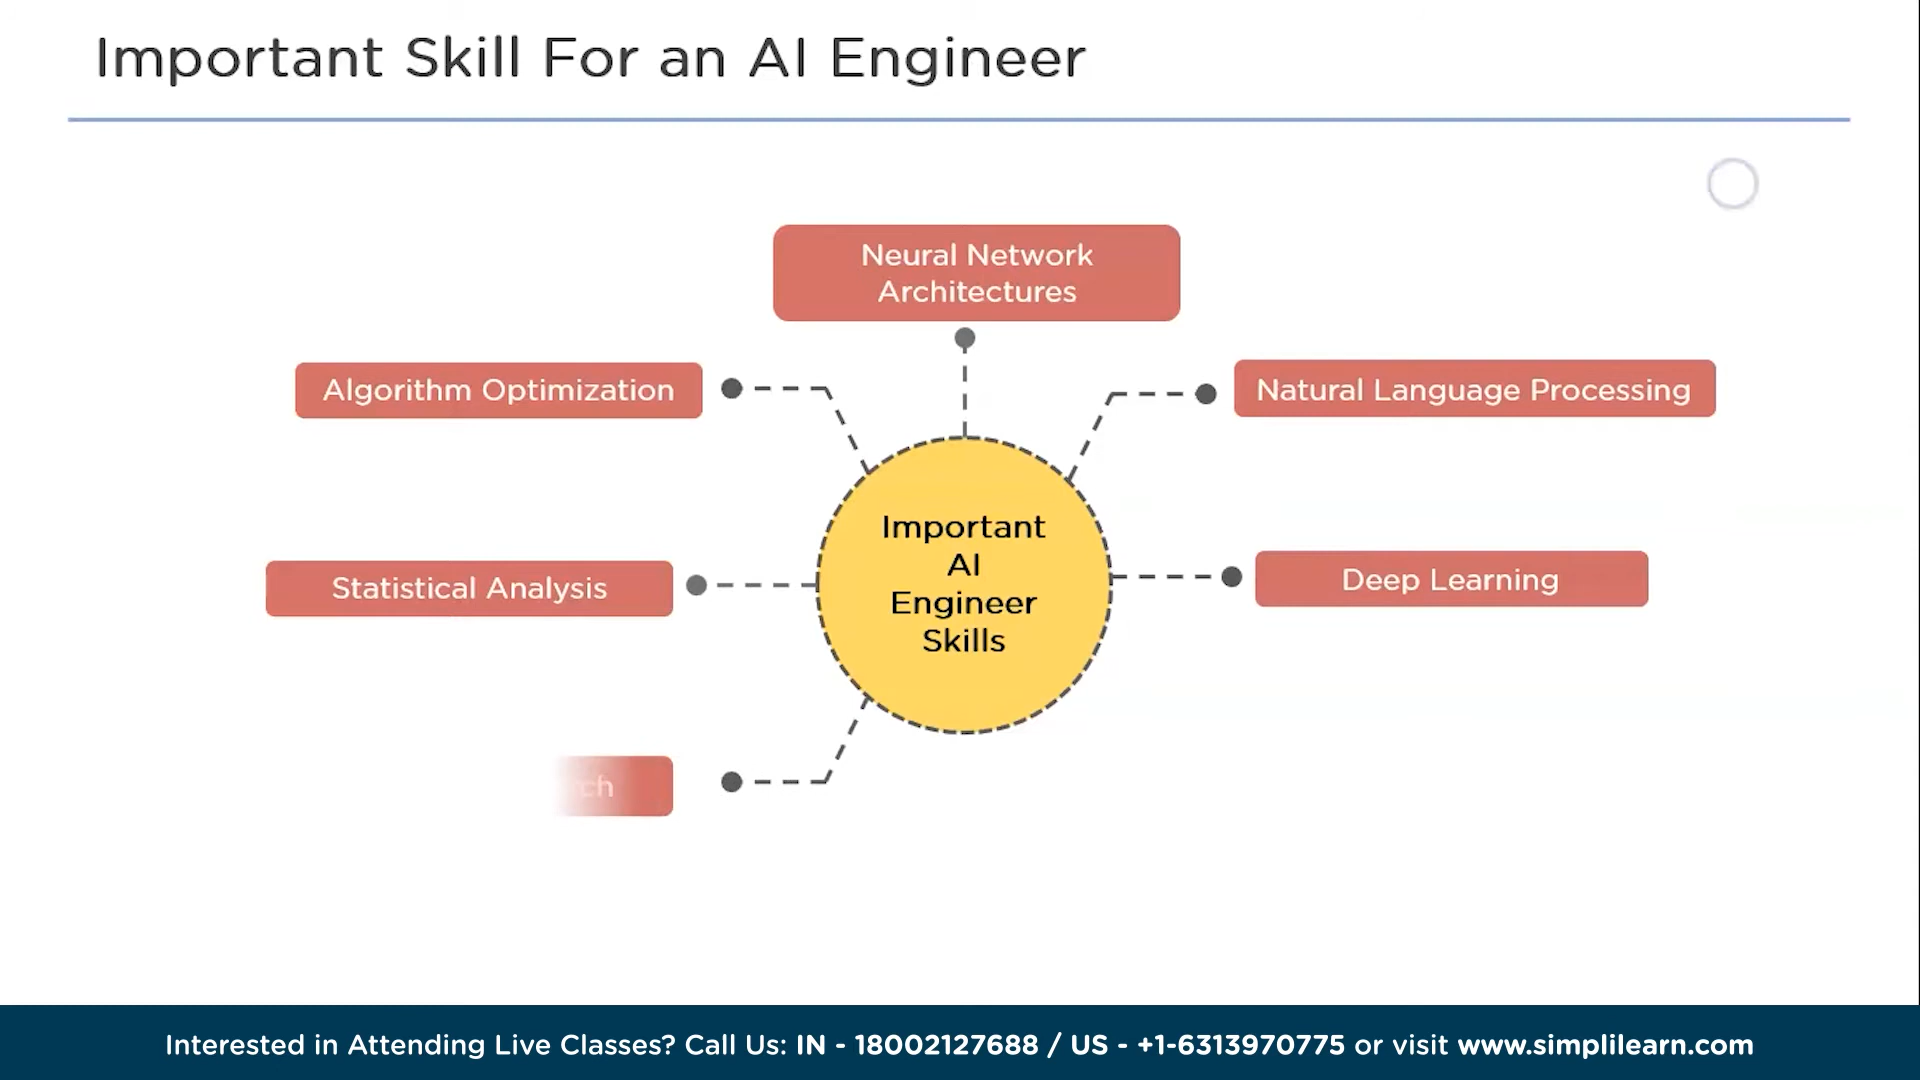 Important Skill For an AI Engineer
Neural Network
Architectures
Algorithm Optimization
Natural Language Processing
Important
AI
Engineer
Skills
Statistical Analysis
Deep Learning
Interested in Attending Live Classes? Call Us: IN - 18002127688 / US - +1-6313970775 or visit www.simplilearn.com